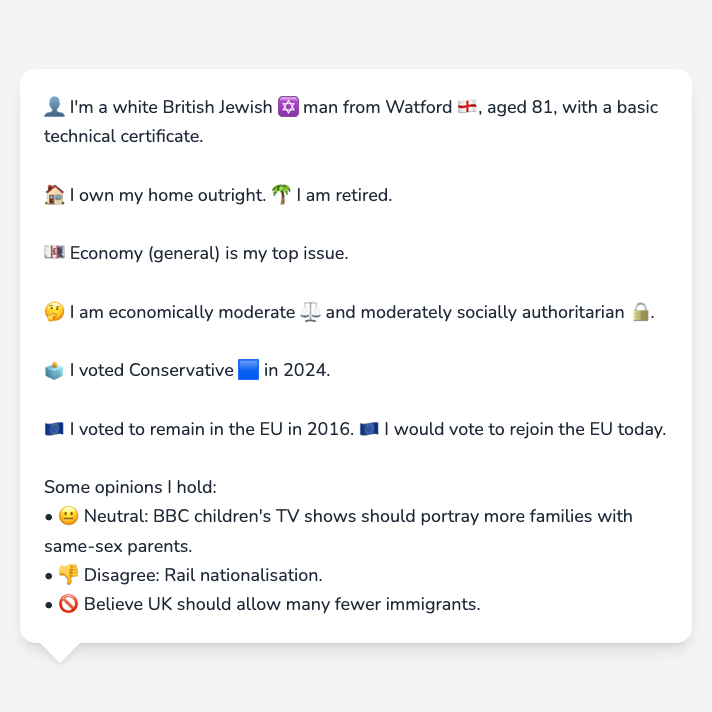 👤 I'm a white British Jewish ✡️ man from Watford 🏴󠁧󠁢󠁥󠁮󠁧󠁿, aged 81, with a basic
technical certificate.
🏠 I own my home outright. 🌴 I am retired.
💷 Economy (general) is my top issue.
🤔 I am economically moderate ⚖️ and moderately socially authoritarian 🔒.
🗳️ I voted Conservative 🟦 in 2024.
🇪🇺 I voted to remain in the EU in 2016. 🇪🇺 I would vote to rejoin the EU today.
Some opinions I hold:
• 😐 Neutral: BBC children's TV shows should portray more families with
same-sex parents.
• 👎 Disagree: Rail nationalisation.
• 🚫 Believe UK should allow many fewer immigrants.